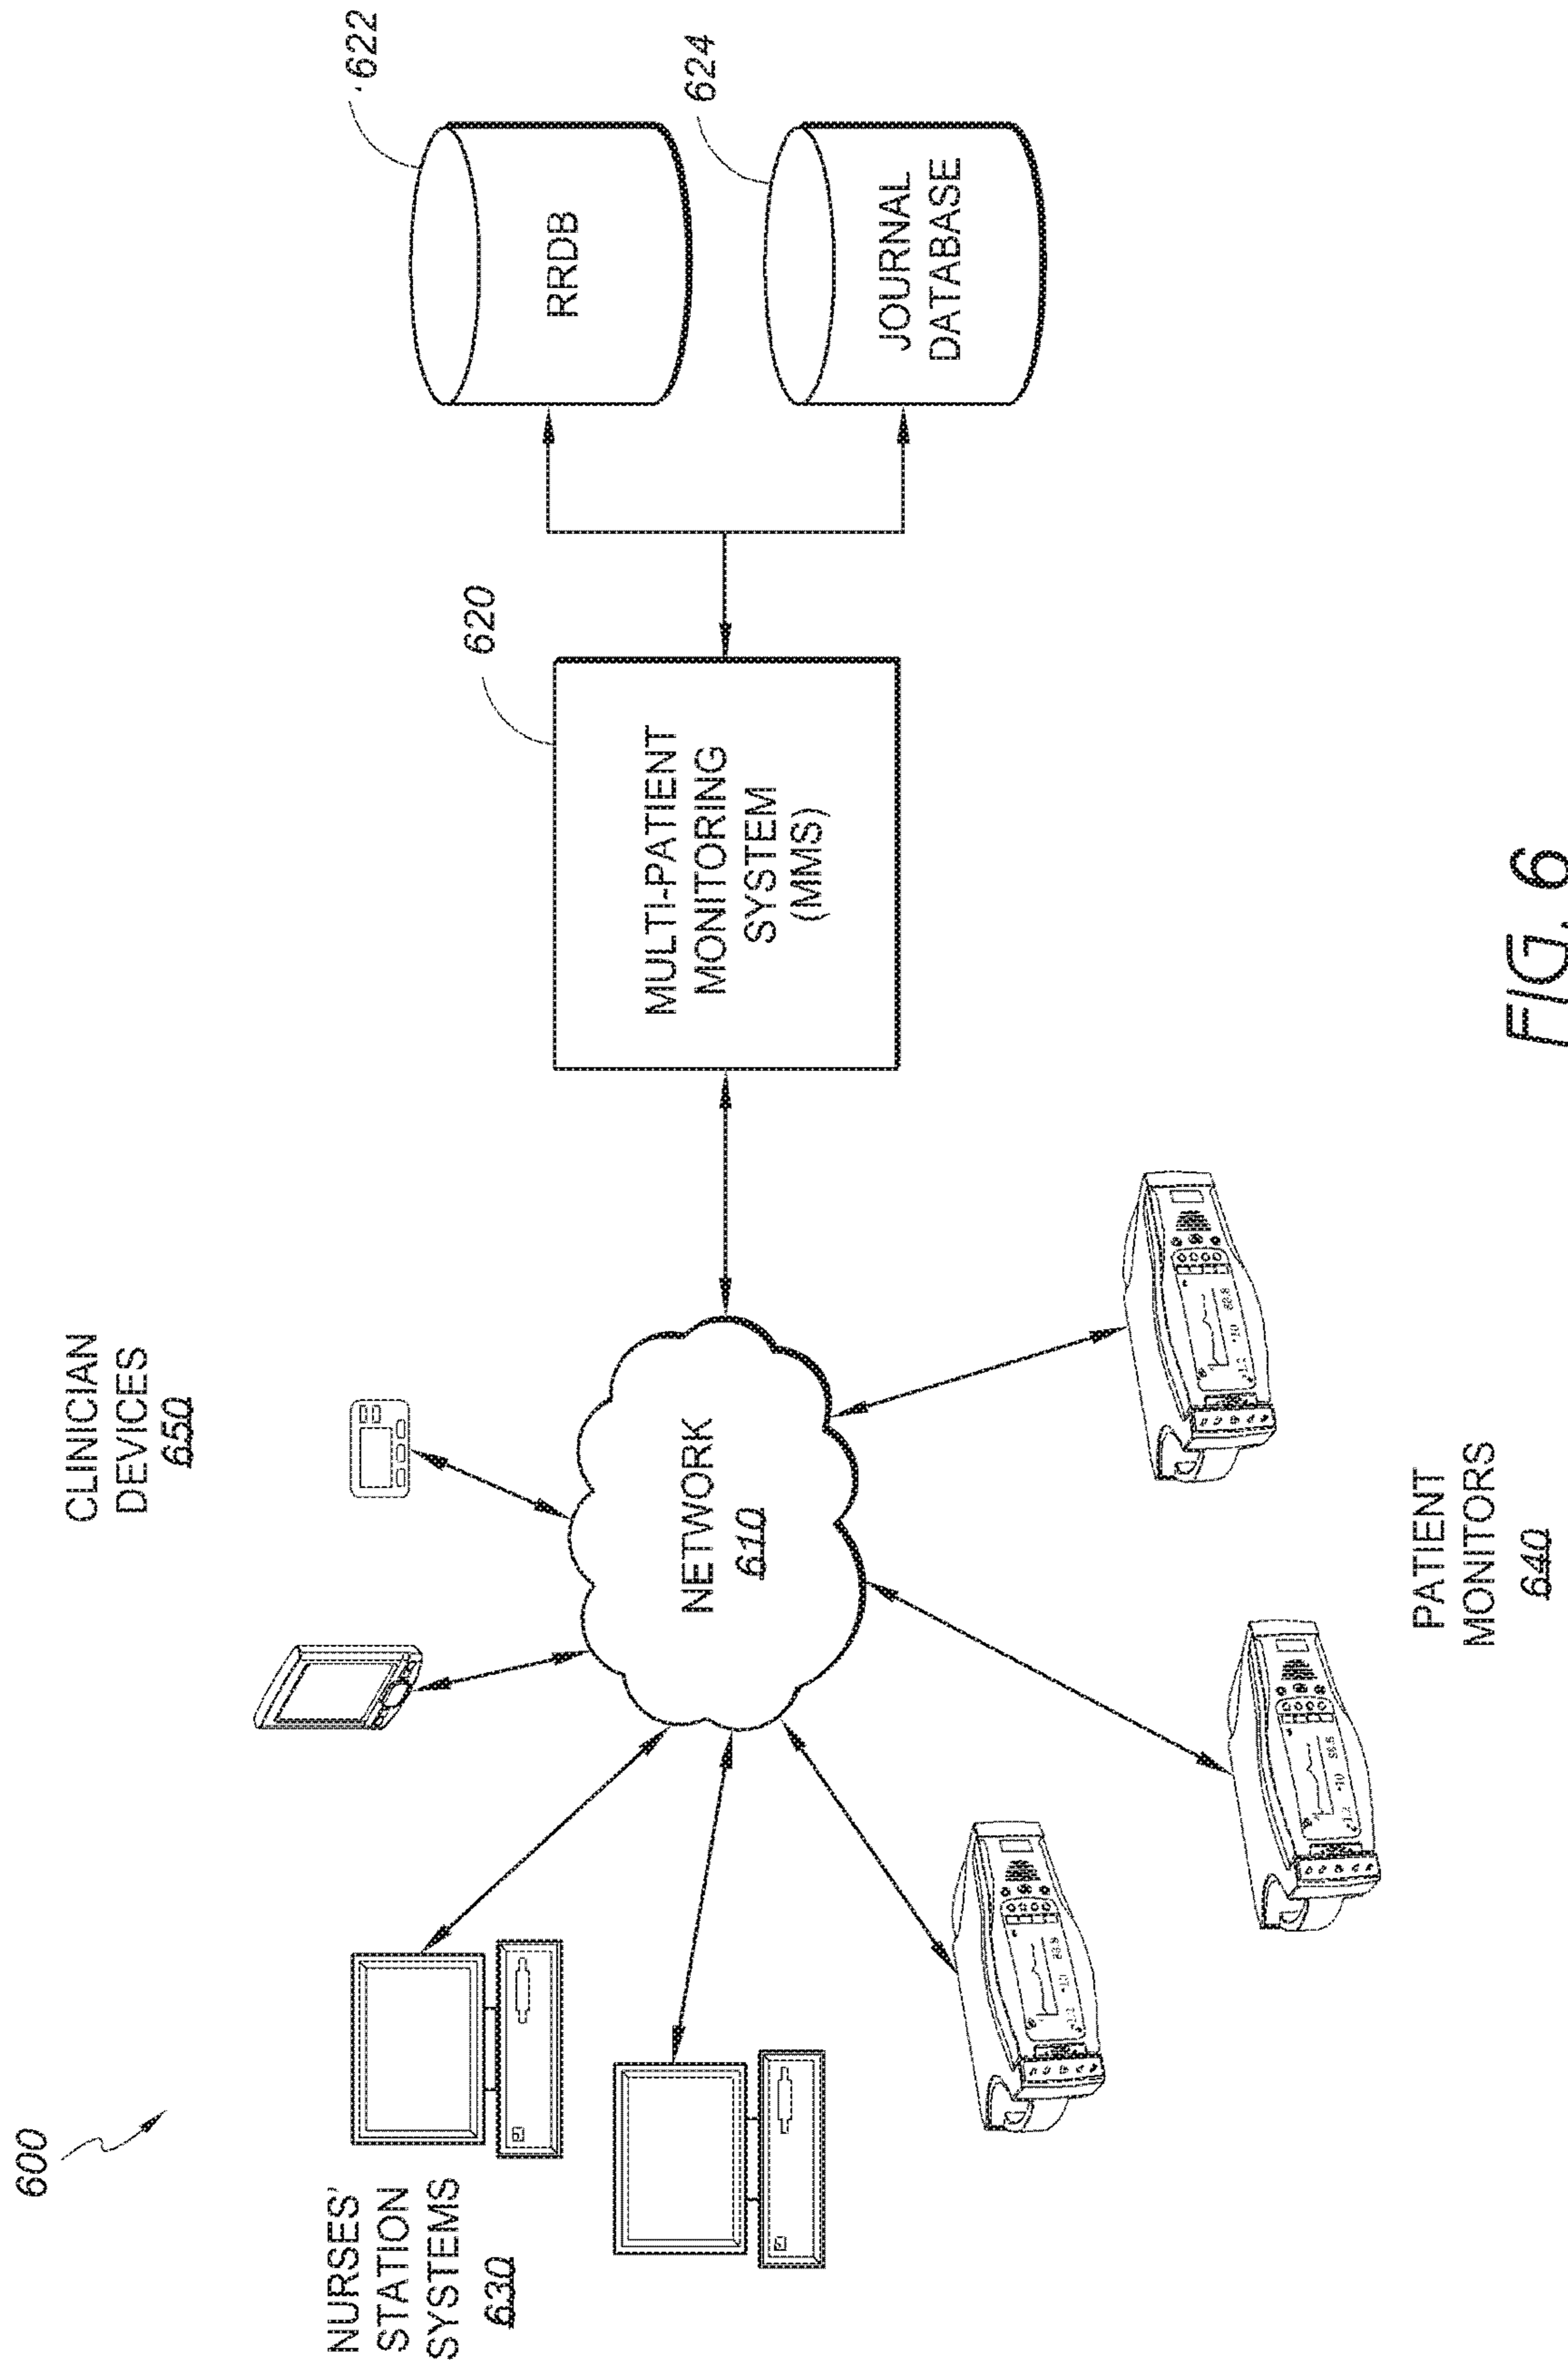 600
CLINICIAN
DEVICES
650
NURSES'
STATION
SYSTEMS
630
NETWORK
610
620
MULTI-PATIENT
MONITORING
SYSTEM
(MMS)
622
RRDB
624
JOURNAL
DATABASE
PATIENT
MONITORS
640
FIG. 6